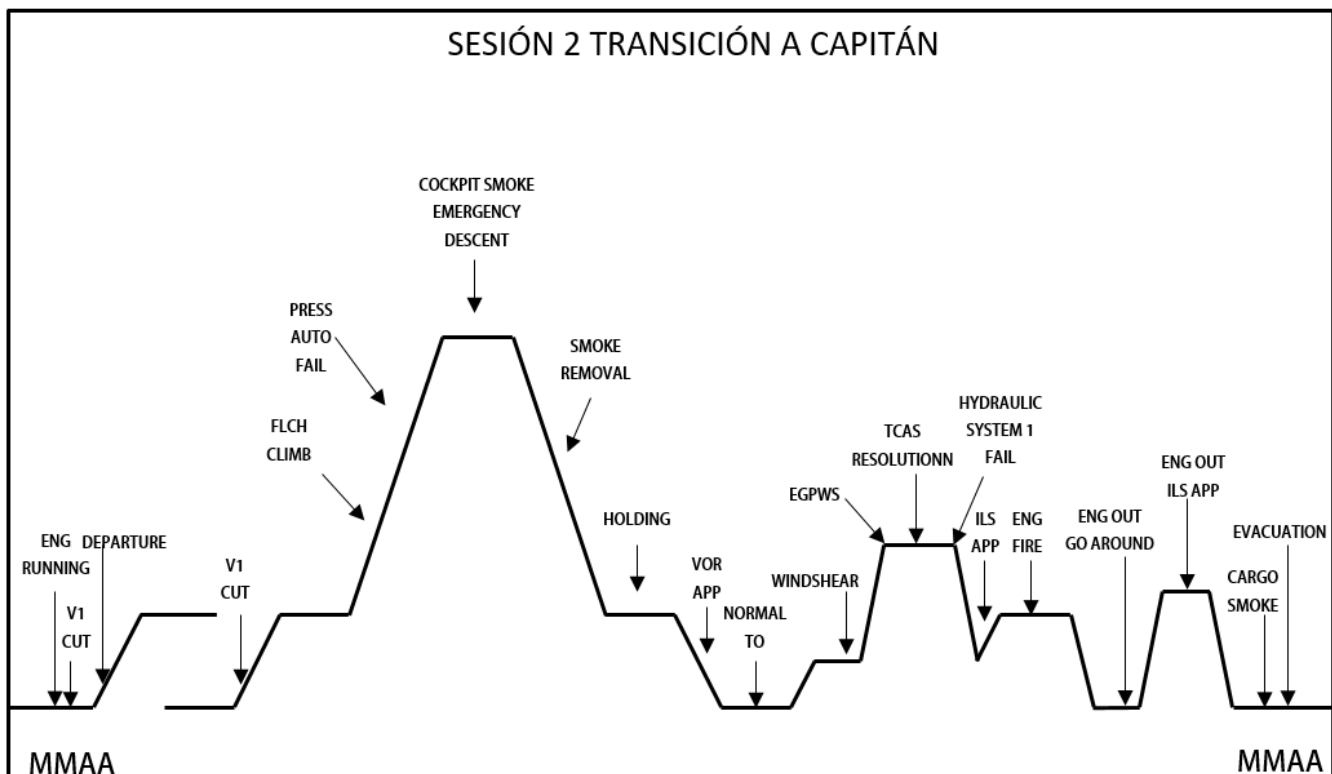 SESIÓN 2 TRANSICIÓN A CAPITÁN
COCKPIT SMOKE
EMERGENCY
DESCENT
PRESS
AUTO
FAIL
SMOKE
REMOVAL
FLCH
CLIMB
HYDRAULIC
SYSTEM 1
FAIL
TCAS
RESOLUTIONN
EGPWS
ENG OUT
ILS APP
HOLDING
ILS
APP
ENG
FIRE
ENG OUT
GO AROUND
EVACUATION
ENG
RUNNING
DEPARTURE
V1
CUT
V1
CUT
VOR
APP
WINDSHEAR
NORMAL
TO
CARGO
SMOKE
MMAA
MMAA